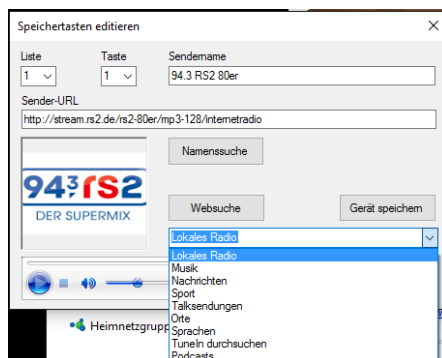 Speichertasten editieren
Liste Taste Sendername
1 1 94.3 RS2 80er
Sender-URL
http://stream.rs2.de/rs2-80er/mp3-128/internetradio
Namenssuche
94,3 rs2
DER SUPERMIX
Websuche Gerät speichern
Lokales Radio
Lokales Radio
Musik
Nachrichten
Sport
Talksendungen
Orte
Sprachen
TuneIn durchsuchen
Podcasts
Heimnetzgrupp